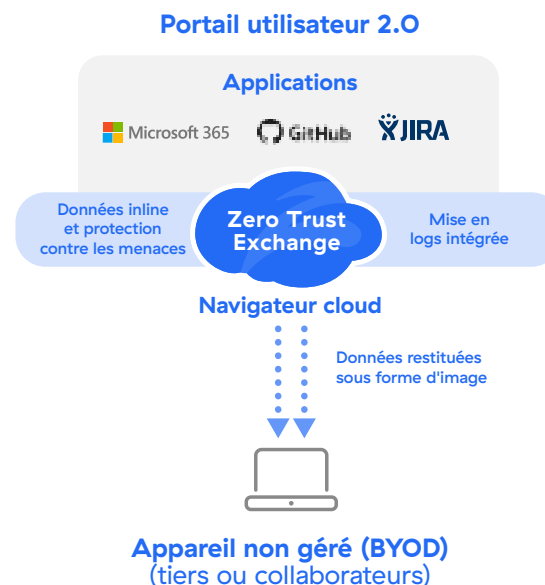 Portail utilisateur 2.0
Applications
Microsoft 365
GitHub
JIRA
Données inline
et protection
contre les menaces
Zero Trust
Exchange
Mise en
logs intégrée
Navigateur cloud
Données restituées
sous forme d'image
Appareil non géré (BYOD)
(tiers ou collaborateurs)